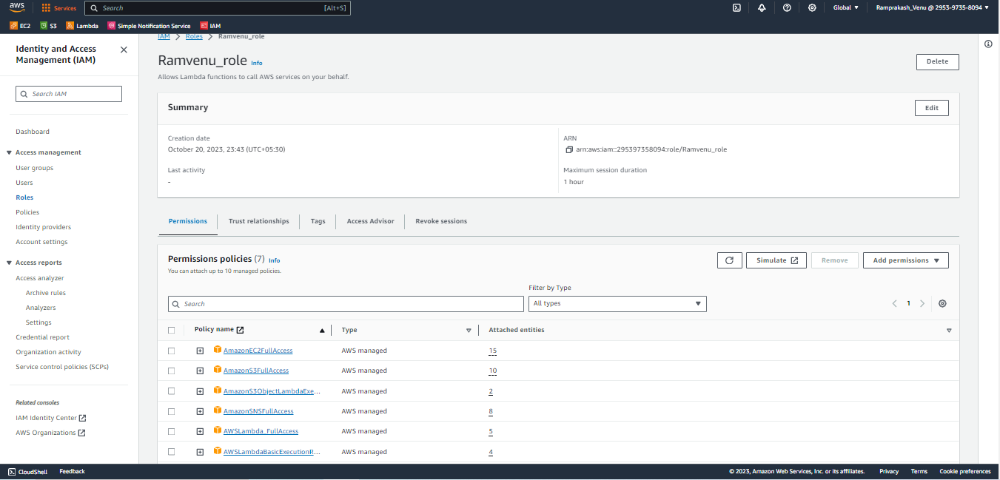 aws
Services
Search
[Alt+S]
Global ▼
Ramprakash_Venu @ 2953-9735-8094 ▼
EC2
S3
Lambda
Simple Notification Service
IAM
Identity and Access
Management (IAM)
Search IAM
Dashboard
Access management
User groups
Users
Roles
Policies
Identity providers
Account settings
Access reports
Access analyzer
Archive rules
Analyzers
Settings
Credential report
Organization activity
Service control policies (SCPs)
Related consoles
IAM Identity Center
AWS Organizations
IAM > Roles > Ramvenu_role
Ramvenu_role Info
Delete
Allows Lambda functions to call AWS services on your behalf.
Summary
Edit
Creation date
October 20, 2023, 23:43 (UTC+05:30)
ARN
arn:aws:iam::295397358094:role/Ramvenu_role
Last activity
-
Maximum session duration
1 hour
Permissions
Trust relationships
Tags
Access Advisor
Revoke sessions
Permissions policies (7) Info
You can attach up to 10 managed policies.
Simulate
Remove
Add permissions ▼
Filter by Type
Search
All types
1
Policy name
Type
Attached entities
AmazonEC2FullAccess AWS managed 15
AmazonS3FullAccess AWS managed 10
AmazonS3ObjectLambdaExe... AWS managed 2
AmazonSNSFullAccess AWS managed 8
AWSLambda_FullAccess AWS managed 5
AWSLambdaBasicExecutionR... AWS managed 4
CloudShell
Feedback
© 2023, Amazon Web Services, Inc. or its affiliates.
Privacy
Terms
Cookie preferences